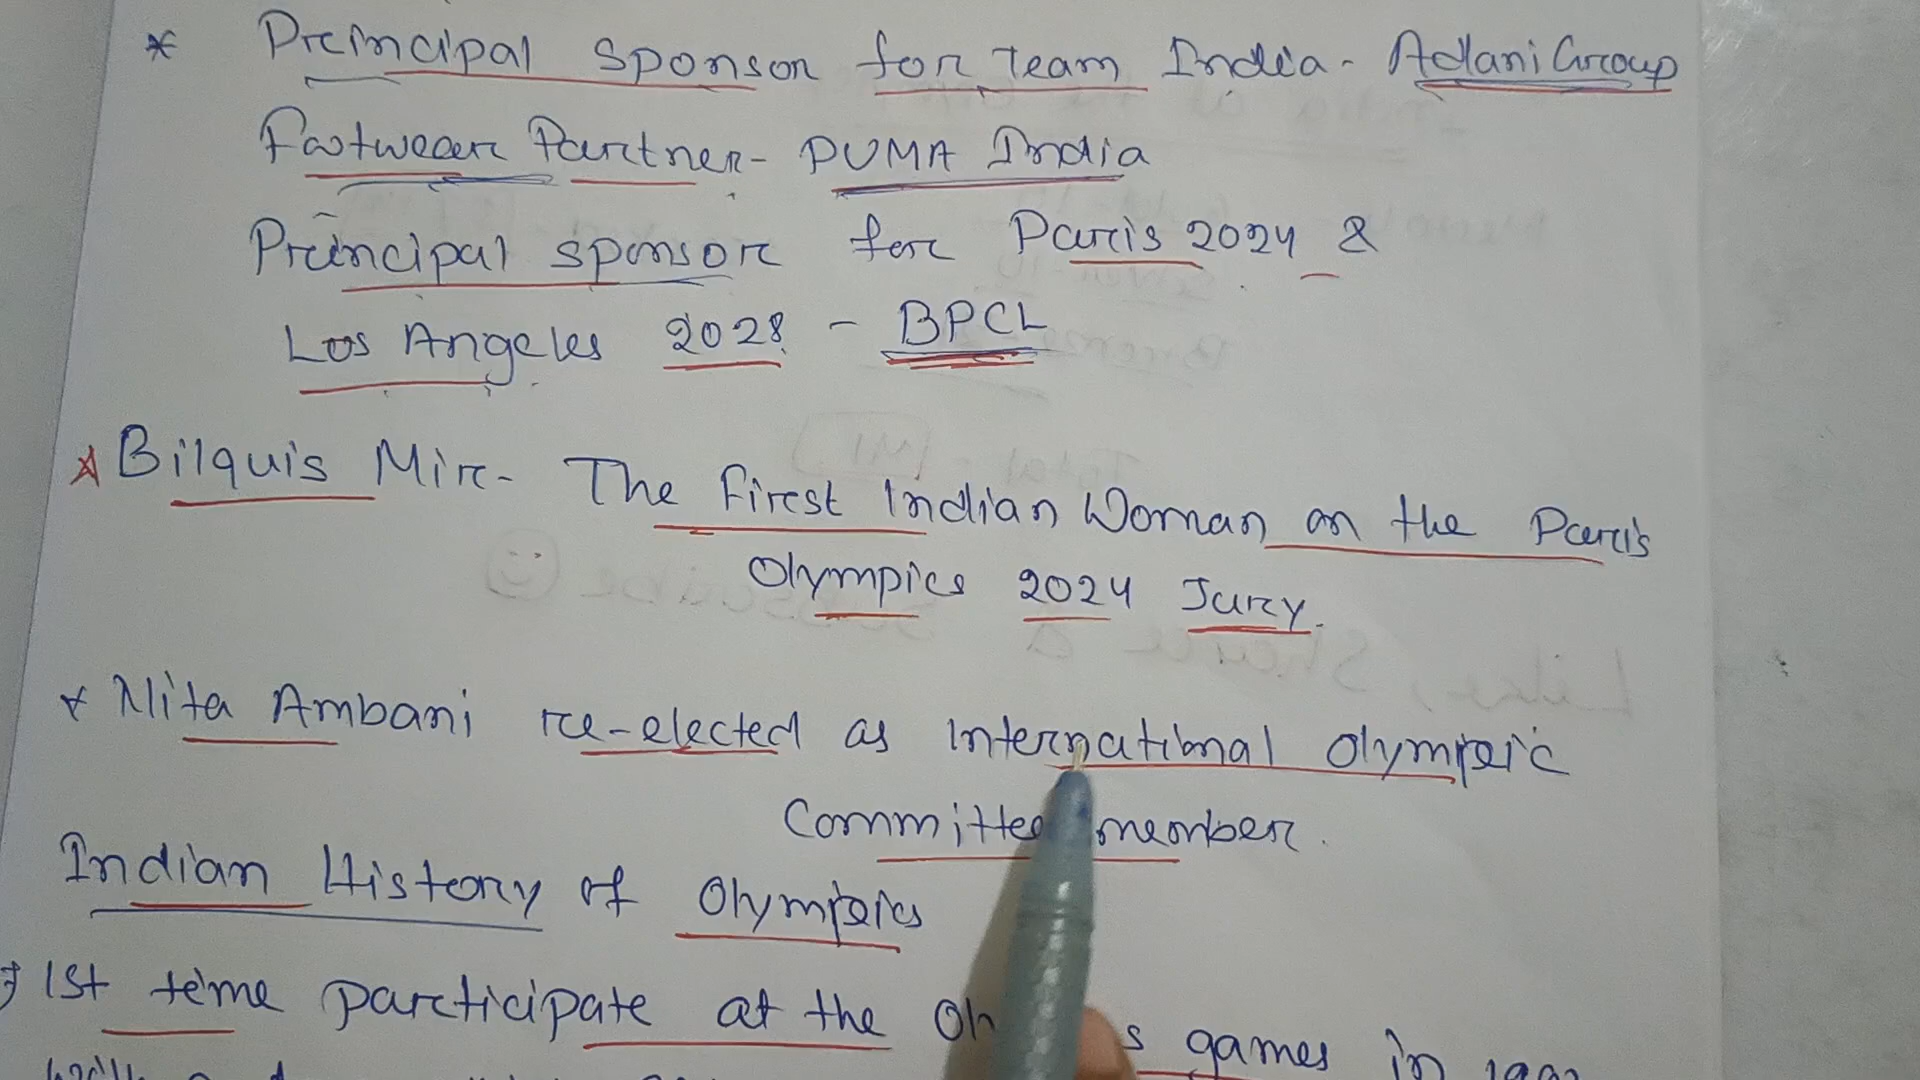 * Principal Sponsor for Team India - Adani Group
Footwear Partner - PUMA India
Principal sponsor for Paris 2024 &
Los Angeles 2028 - BPCL
* Bilquis Mir - The first Indian Woman on the Paris
Olympics 2024 Jury.
* Nita Ambani re-elected as International Olympic
Committee member.
Indian History of Olympics
1st time participate at the games in